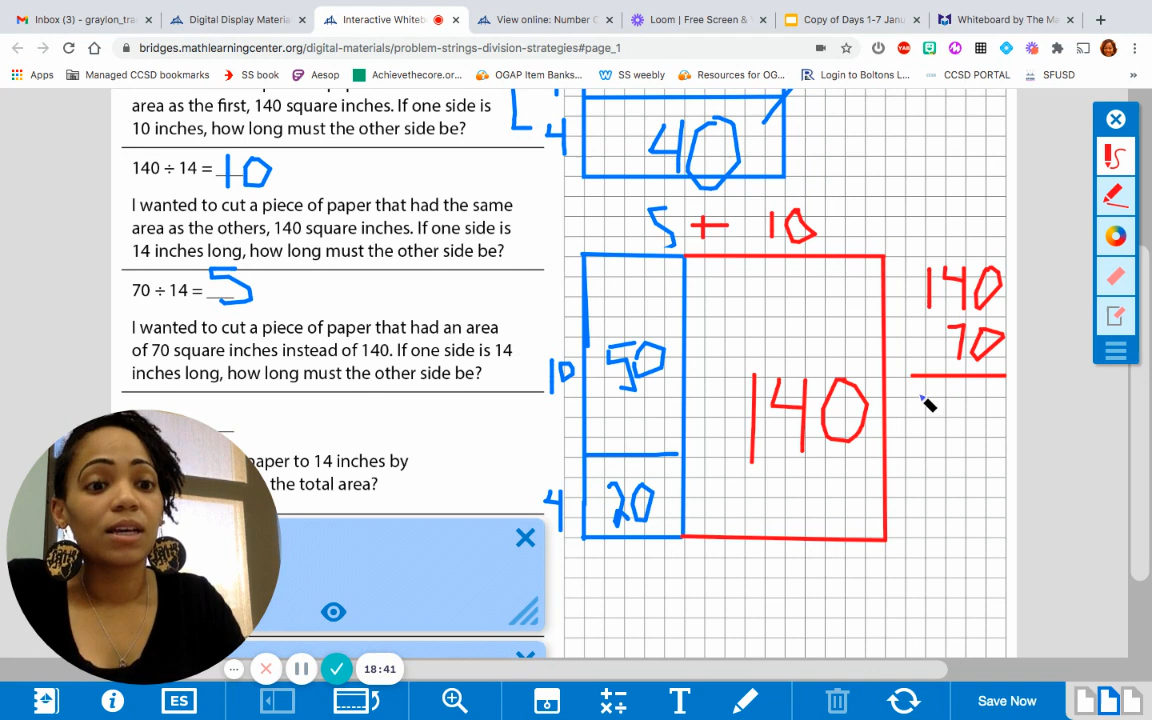 Inbox (3) - graylon_tra
Digital Display Materia
Interactive Whiteb
View online: Number C
Loom | Free Screen &
Copy of Days 1-7 Janu
Whiteboard by The Ma
bridges.mathlearningcenter.org/digital-materials/problem-strings-division-strategies#page_1
Apps
Managed CCSD bookmarks
SS book
Aesop
Achievethecore.org...
OGAP Item Banks...
SS weekly
Resources for OG...
Login to Boltons L...
CCSD PORTAL
SFUSD
»
area as the first, 140 square inches. If one side is
10 inches, how long must the other side be?
140 ÷ 14 = 10
I wanted to cut a piece of paper that had the same
area as the others, 140 square inches. If one side is
14 inches long, how long must the other side be?
70 ÷ 14 = 5
I wanted to cut a piece of paper that had an area
of 70 square inches instead of 140. If one side is 14
inches long, how long must the other side be?
paper to 14 inches by
the total area?
4 40
5 + 10
10 50
4 20
140
140
70
18:41
ES
T
Save Now